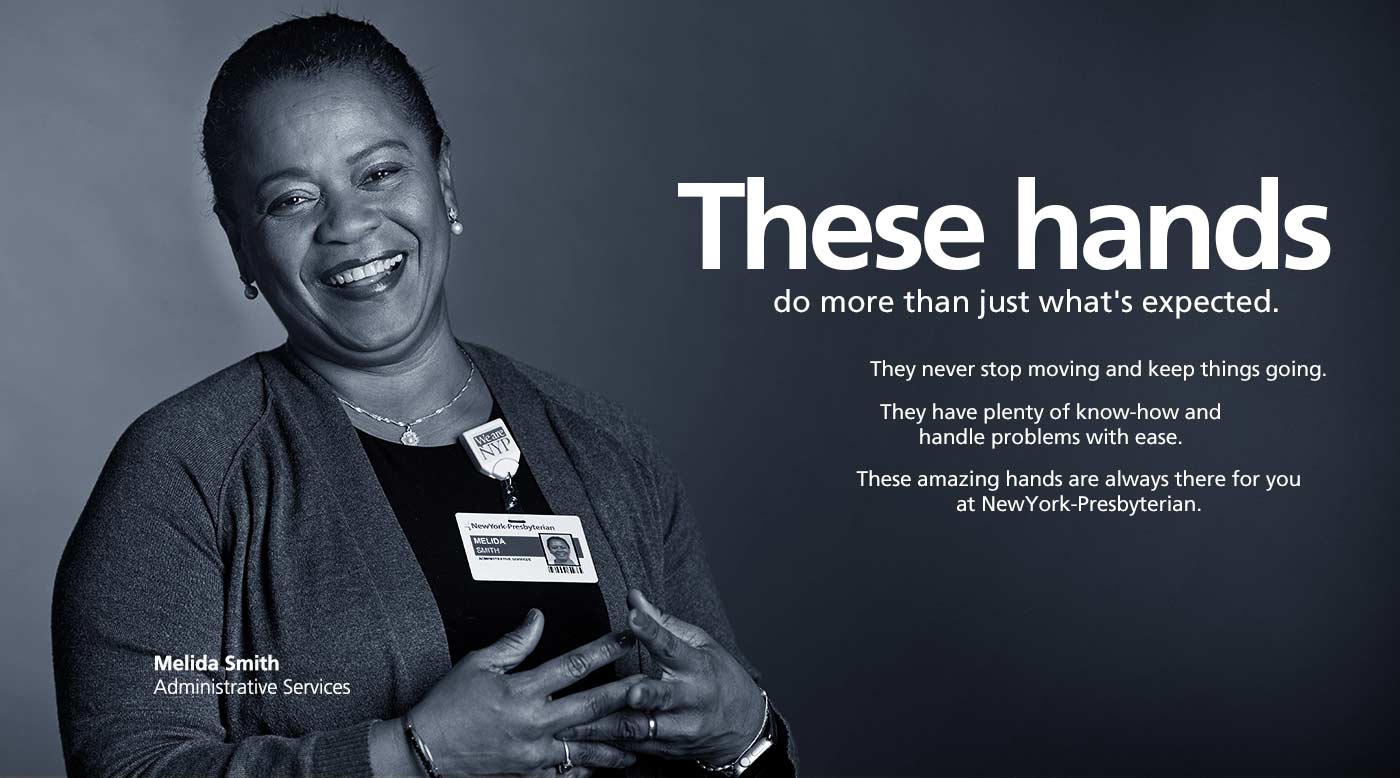 These hands
do more than just what's expected.
They never stop moving and keep things going.
They have plenty of know-how and
handle problems with ease.
These amazing hands are always there for you
at NewYork-Presbyterian.
We are
NYP
NewYork-Presbyterian
MELIDA
SMITH
ADMINISTRATIVE SERVICES
Melida Smith
Administrative Services